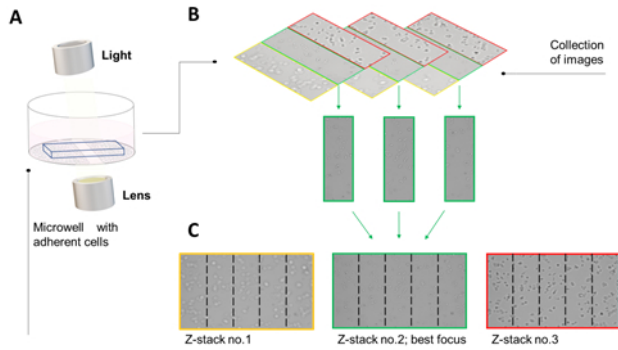 A
B
Light
Collection
of images
Lens
Microwell with
adherent cells
C
Z-stack no.1
Z-stack no.2; best focus
Z-stack no.3